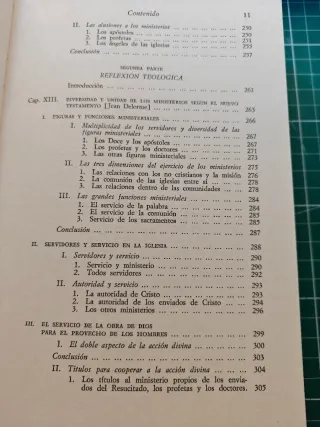 Contenido 11
II. Las alusiones a los ministerios ... 230
1. Los apóstoles ... 230
2. Los profetas ... 231
3. Los ángeles de las iglesias ...
Conclusión ... 237
SEGUNDA PARTE
REFLEXION TEOLOGICA
Introducción ... 261
Cap. XIII. DIVERSIDAD Y UNIDAD DE LOS MINISTERIOS SEGÚN EL NUEVO
TESTAMENTO [Jean Delorme] ... 263
I. FIGURAS Y FUNCIONES MINISTERIALES ... 266
I. Multiplicidad de los servidores y diversidad de las
figuras ministeriales ... 267
1. Los Doce y los apóstoles ... 267
2. Los profetas y los doctores ... 271
3. Las otras figuras ministeriales ... 273
II. Las tres dimensiones del ejercicio de los ministerios 275
1. Las relaciones con los no cristianos y la misión 276
2. La comunión de las iglesias entre sí ... 278
3. Las relaciones dentro de las comunidades ... 278
III. Las grandes funciones ministeriales ... 284
1. El servicio de la palabra ... 284
2. El servicio de la comunión ... 285
3. Servicio de los sacramentos ... 285
Conclusión ... 287
II. SERVIDORES Y SERVICIO EN LA IGLESIA ... 288
I. Servidores y servicio ... 290
1. Servicio y ministerio ... 290
2. Todos servidores ... 292
II. Autoridad y servicio ... 293
1. La autoridad de Cristo ... 293
2. La autoridad de los enviados de Cristo ... 294
3. Los otros ministerios ... 296
III. EL SERVICIO DE LA OBRA DE DIOS
PARA EL PROVECHO DE LOS HOMBRES ... 299
I. El doble aspecto de la acción divina ... 300
Conclusión ... 303
II. Títulos para cooperar a la acción divina ... 304
1. Los títulos al ministerio propios de los envia-
dos del Resucitado, los profetas y los doctores. 305